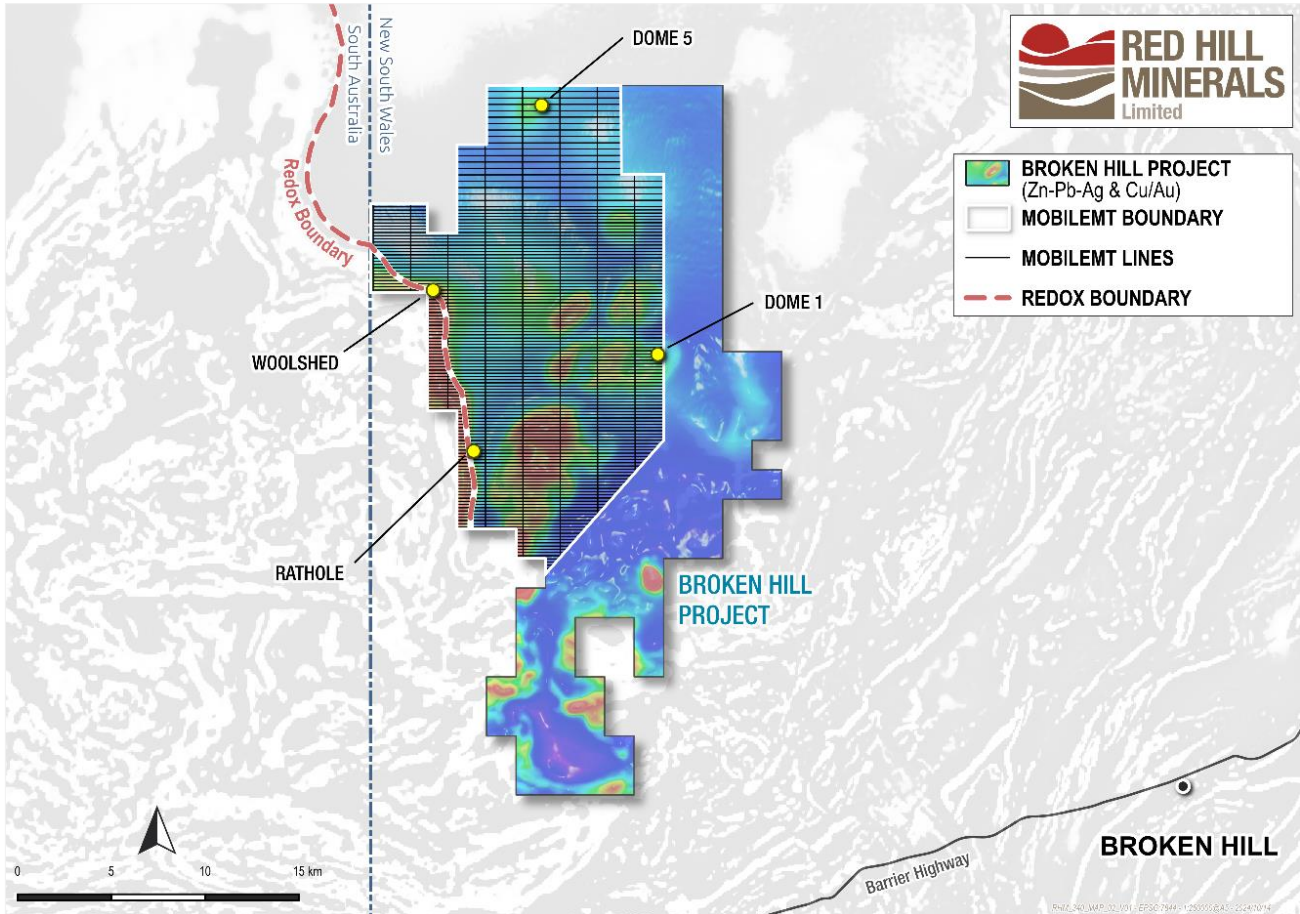 DOME 5
South Australia
New South Wales
Redox Boundary
WOOLSHED
DOME 1
RATHOLE
BROKEN HILL
PROJECT
RED HILL
MINERALS
Limited
BROKEN HILL PROJECT
(Zn-Pb-Ag & Cu/Au)
MOBILEMT BOUNDARY
MOBILEMT LINES
REDOX BOUNDARY
0 5 10 15 km
Barrier Highway
BROKEN HILL